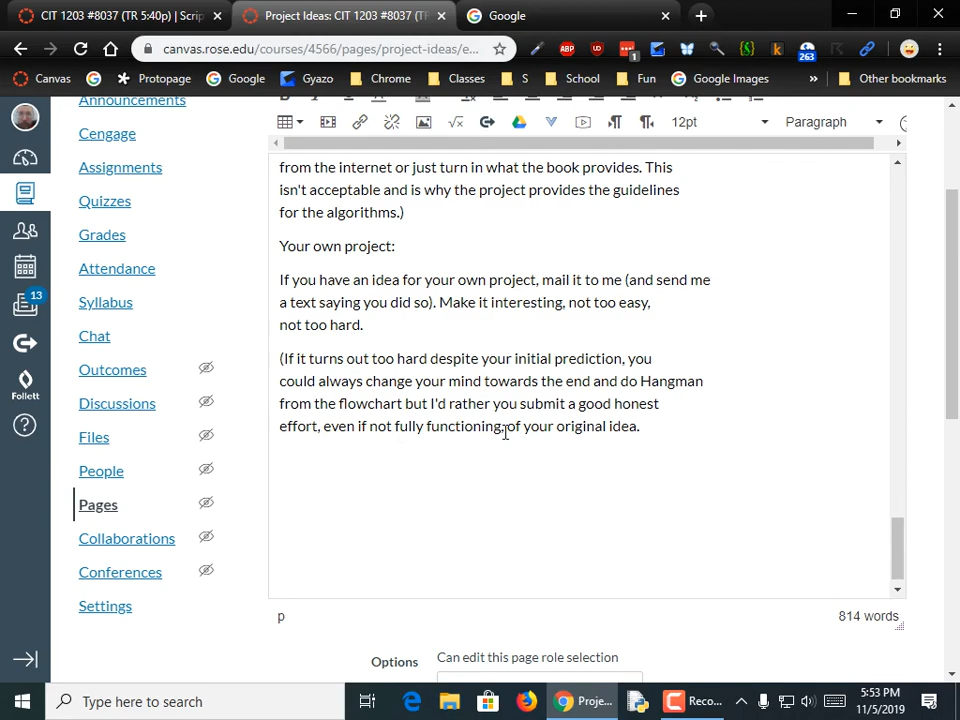 CIT 1203 #8037 (TR 5:40p) | Scrip
Project Ideas: CIT 1203 #8037 (TF
Google
canvas.rose.edu/courses/4566/pages/project-ideas/e...
ABP
1
263
Canvas
Protopage
Google
Gyazo
Chrome
Classes
S
School
Fun
Google Images
»
Other bookmarks
12pt
Paragraph
Announcements
Cengage
Assignments
Quizzes
Grades
Attendance
Syllabus
Chat
Outcomes
Discussions
Files
People
Pages
Collaborations
Conferences
Settings
13
Follett
from the internet or just turn in what the book provides. This
isn't acceptable and is why the project provides the guidelines
for the algorithms.)
Your own project:
If you have an idea for your own project, mail it to me (and send me
a text saying you did so). Make it interesting, not too easy,
not too hard.
(If it turns out too hard despite your initial prediction, you
could always change your mind towards the end and do Hangman
from the flowchart but I'd rather you submit a good honest
effort, even if not fully functioning, of your original idea.
p
814 words
Options
Can edit this page role selection
Type here to search
Proje...
Reco...
5:53 PM
11/5/2019